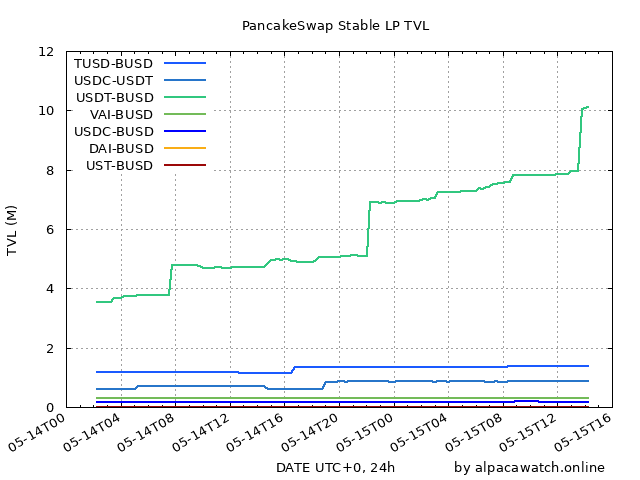 PancakeSwap Stable LP TVL
12
10
8
6
4
2
0
TVL (M)
TUSD-BUSD
USDC-USDT
USDT-BUSD
VAI-BUSD
USDC-BUSD
DAI-BUSD
UST-BUSD
05-14T00
05-14T04
05-14T08
05-14T12
05-14T16
05-14T20
05-15T00
05-15T04
05-15T08
05-15T12
05-15T16
DATE UTC+0, 24h
by alpacawatch.online